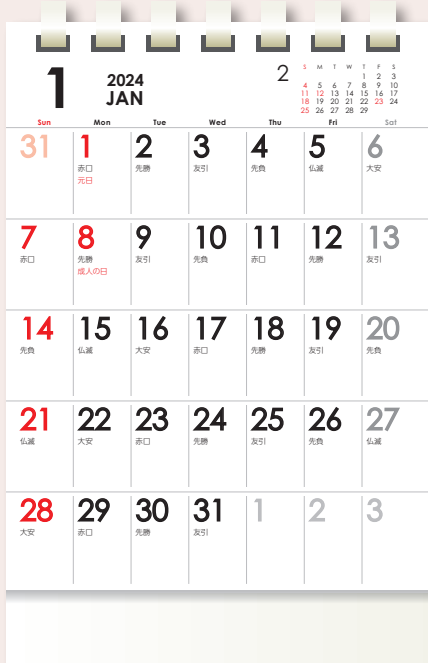 1
2024
JAN
2
S M T W T F S
1 2 3
4 5 6 7 8 9 10
11 12 13 14 15 16 17
18 19 20 21 22 23 24
25 26 27 28 29
Sun Mon Tue Wed Thu Fri Sat
31 1 2 3 4 5 6
赤口 先勝 友引 先負 仏滅 大安
元日
7 8 9 10 11 12 13
赤口 先勝 友引 先負 赤口 先勝 友引
成人の日
14 15 16 17 18 19 20
先負 仏滅 大安 赤口 先勝 友引 先負
21 22 23 24 25 26 27
仏滅 大安 赤口 先勝 友引 先負 仏滅
28 29 30 31 1 2 3
大安 赤口 先勝 友引